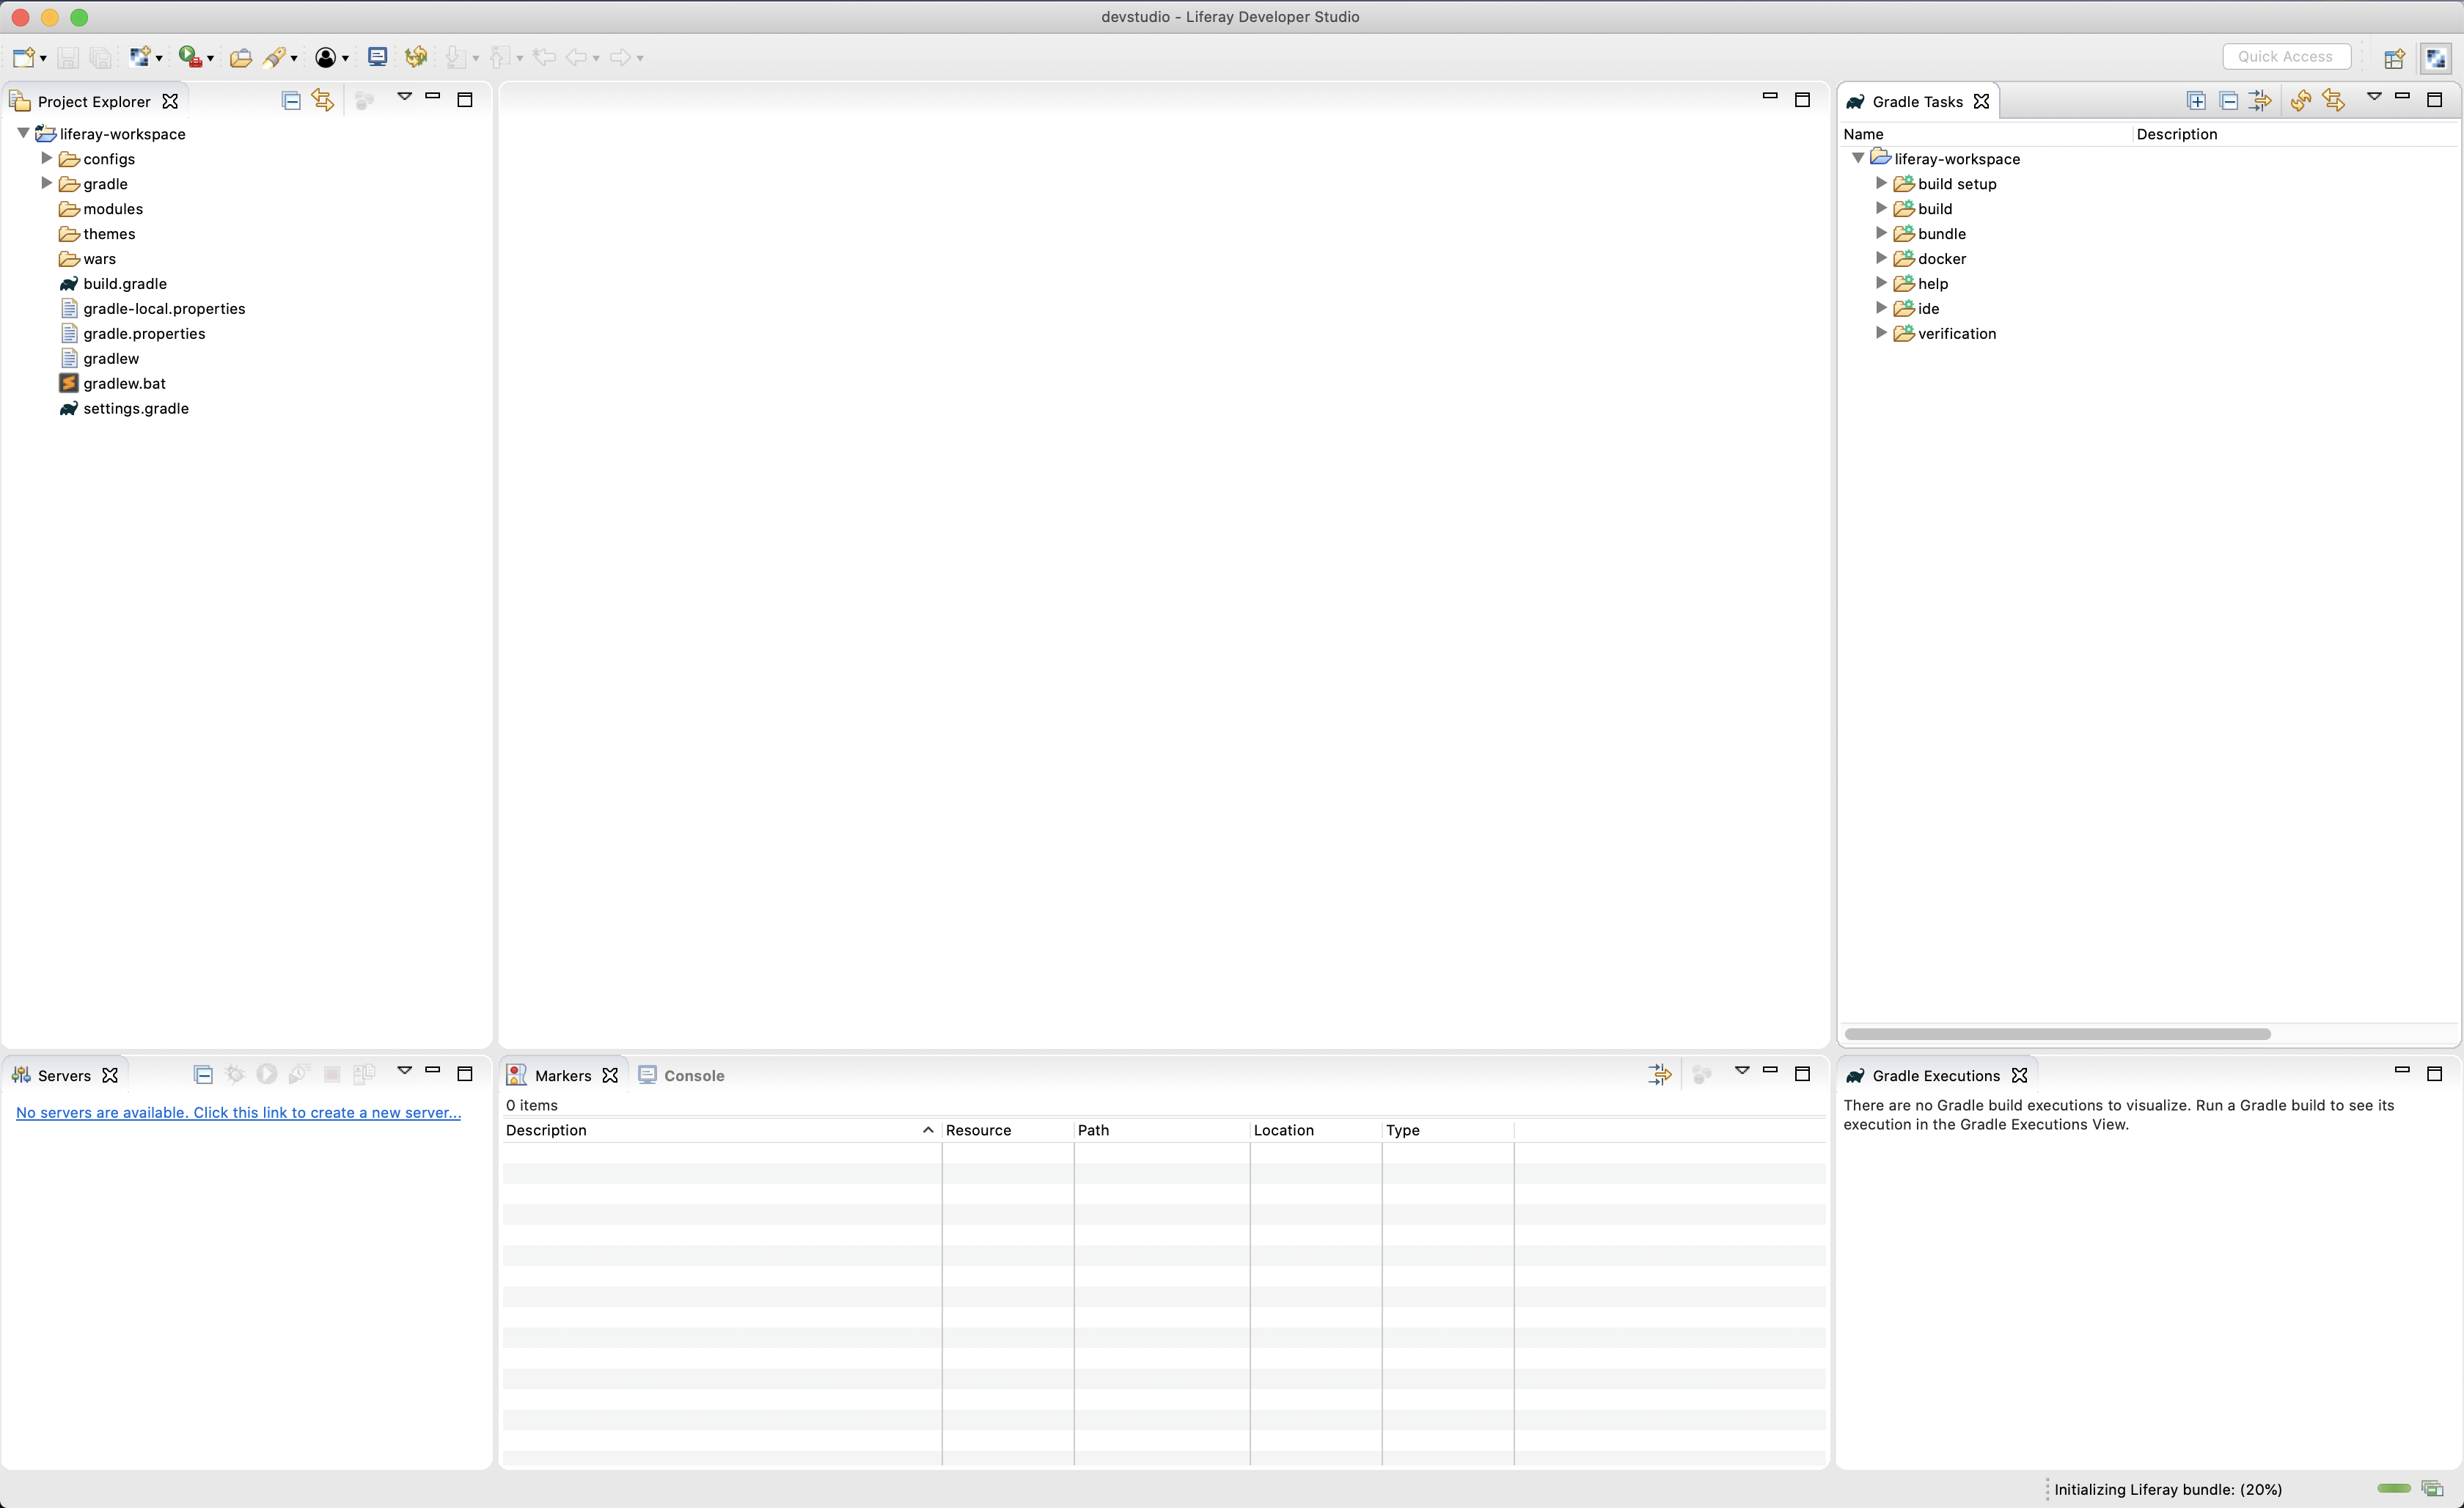 devstudio - Liferay Developer Studio
Quick Access
Project Explorer
liferay-workspace
configs
gradle
modules
themes
wars
build.gradle
gradle-local.properties
gradle.properties
gradlew
gradlew.bat
settings.gradle
Gradle Tasks
Name Description
liferay-workspace
build setup
build
bundle
docker
help
ide
verification
Servers
No servers are available. Click this link to create a new server...
Markers Console
0 items
Description Resource Path Location Type
Gradle Executions
There are no Gradle build executions to visualize. Run a Gradle build to see its
execution in the Gradle Executions View.
Initializing Liferay bundle: (20%)